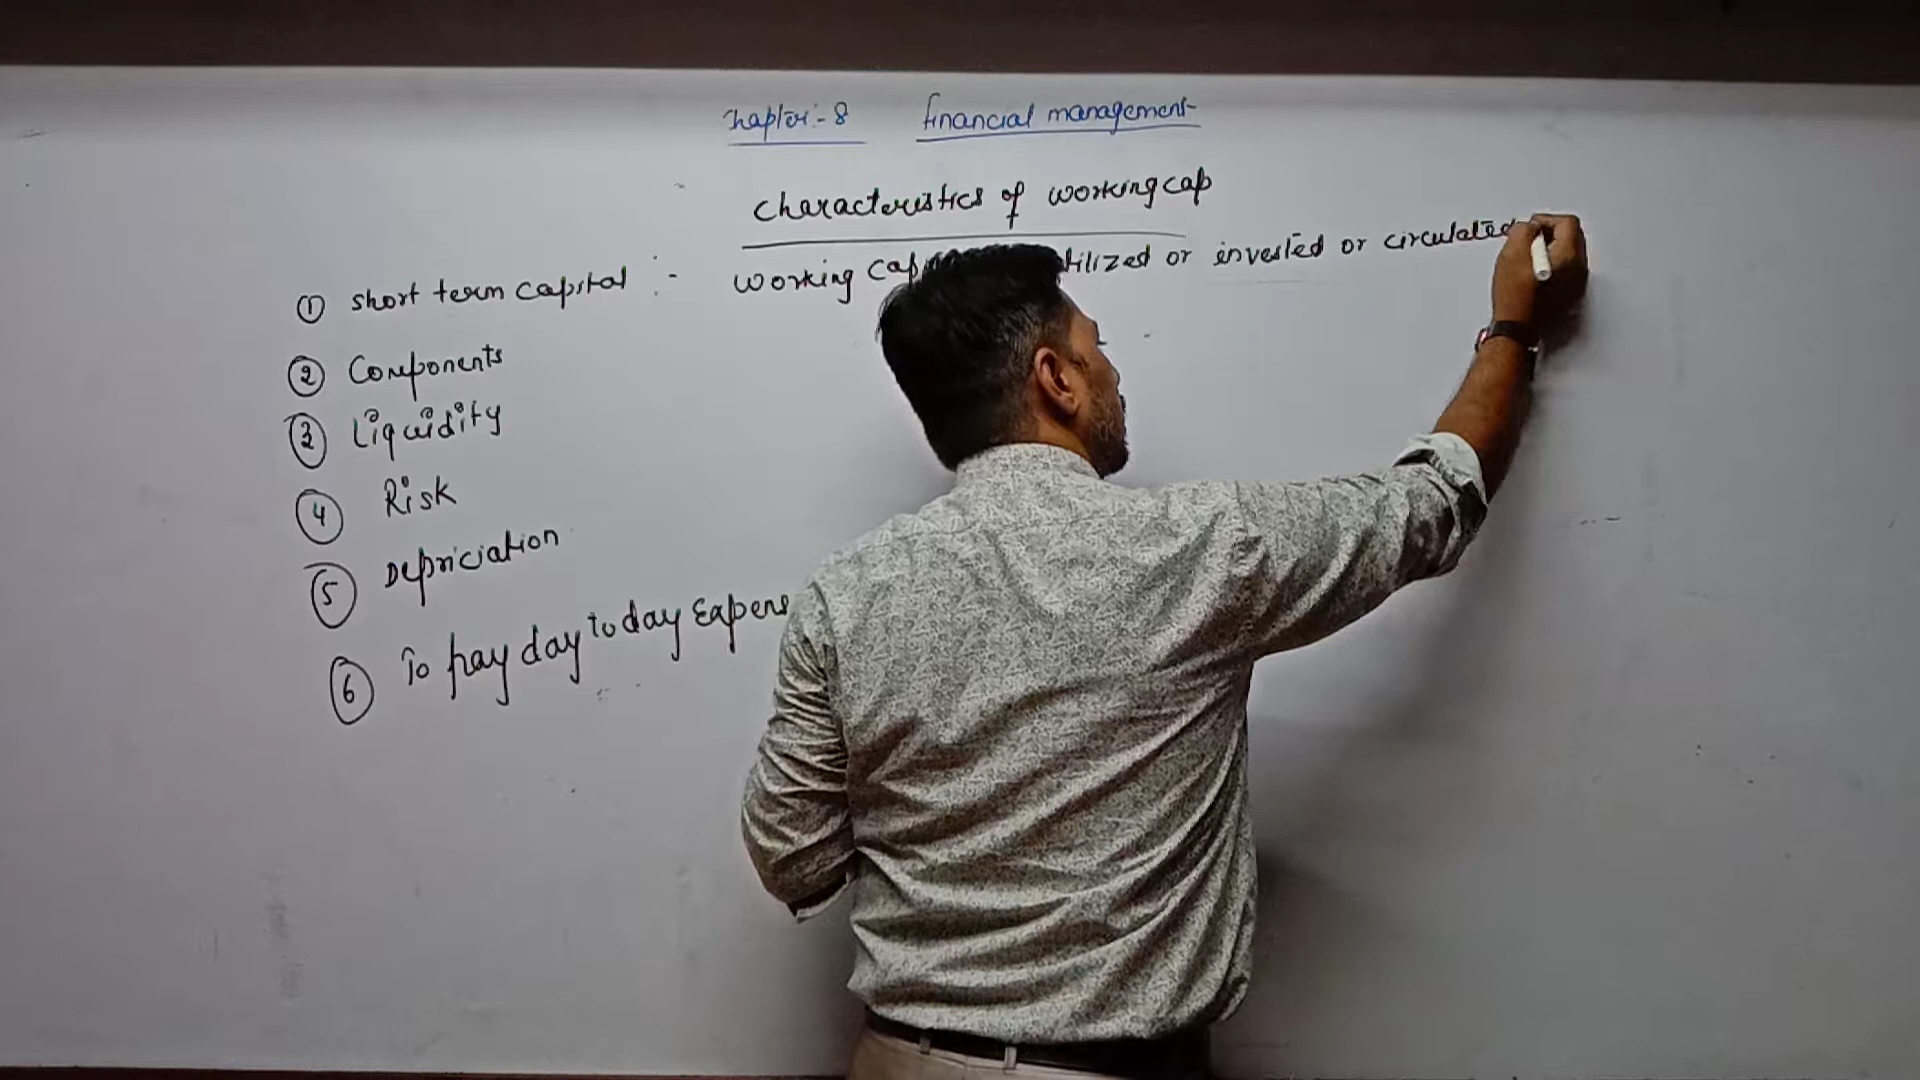 Chapter:- 8 financial management
Characteristics of working cap
① short term capital :- working utilized or invested or circulated
② Components
③ Liquidity
④ Risk
⑤ Depriciation
⑥ To pay day to day Expens